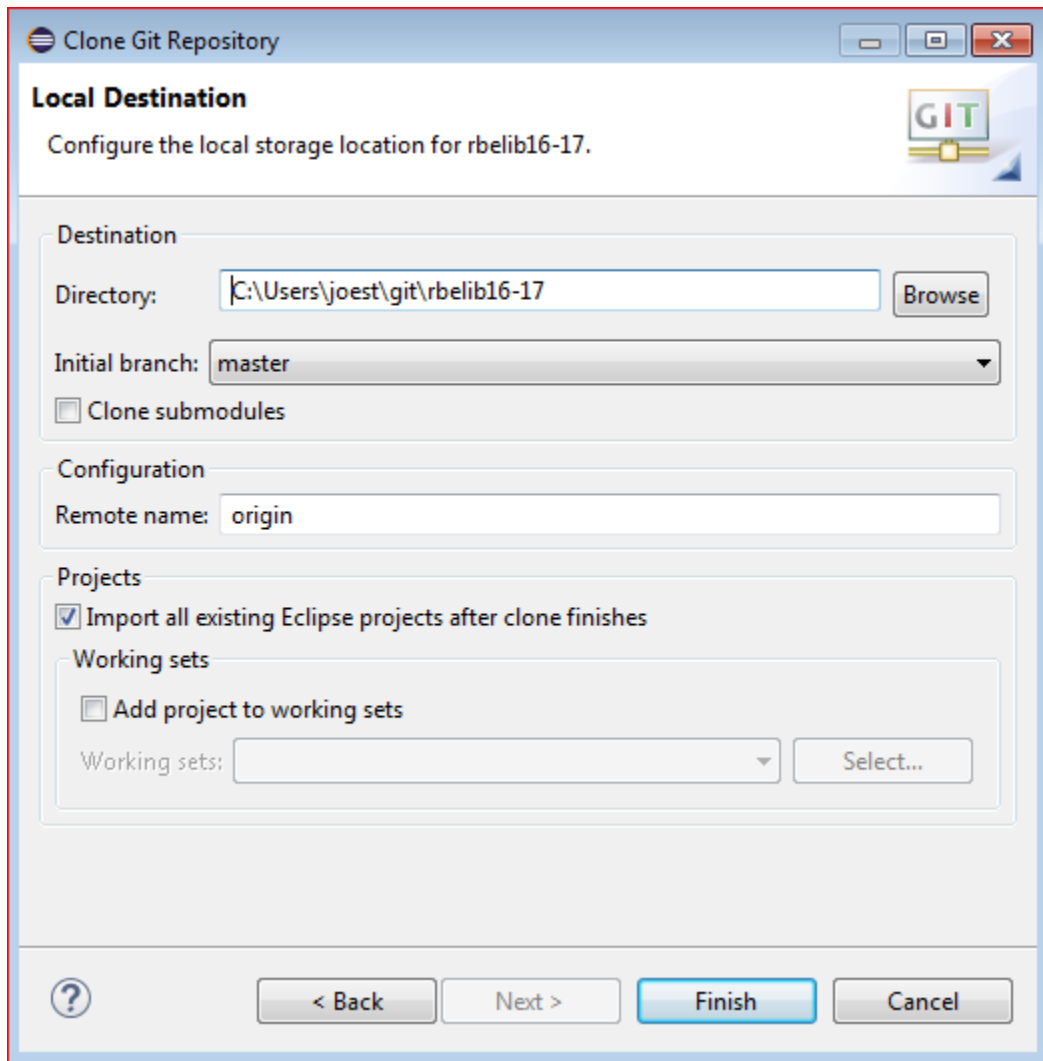 Clone Git Repository
Local Destination
Configure the local storage location for rbelib16-17.
GIT
Destination
Directory: C:\Users\joest\git\rbelib16-17 Browse
Initial branch: master
Clone submodules
Configuration
Remote name: origin
Projects
Import all existing Eclipse projects after clone finishes
Working sets
Add project to working sets
Working sets: Select...
? < Back Next > Finish Cancel